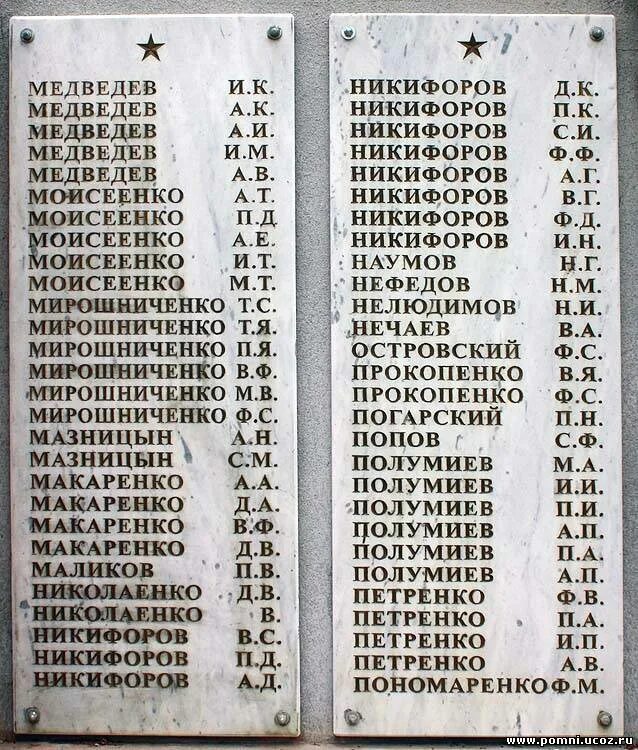 МЕДВЕДЕВ И.К.
МЕДВЕДЕВ А.К.
МЕДВЕДЕВ А.И.
МЕДВЕДЕВ И.М.
МЕДВЕДЕВ А.В.
МОИСЕЕНКО А.Т.
МОИСЕЕНКО П.Д
МОИСЕЕНКО А.Е.
МОИСЕЕНКО И.Т.
МОИСЕЕНКО М.Т.
МИРОШНИЧЕНКО Т.С.
МИРОШНИЧЕНКО Т.Я.
МИРОШНИЧЕНКО П.Я.
МИРОШНИЧЕНКО В.Ф.
МИРОШНИЧЕНКО М.В.
МИРОШНИЧЕНКО Ф.С.
МАЗНИЦЫН А.Н.
МАЗНИЦЫН С.М.
МАКАРЕНКО А.А.
МАКАРЕНКО Д.А.
МАКАРЕНКО В.Ф.
МАКАРЕНКО Д.В.
МАЛИКОВ П.В.
НИКОЛАЕНКО Д.В.
НИКОЛАЕНКО В.
НИКИФОРОВ В.С.
НИКИФОРОВ П.Д.
НИКИФОРОВ А.Д.
НИКИФОРОВ Д.К.
НИКИФОРОВ П.К.
НИКИФОРОВ С.И.
НИКИФОРОВ Ф.Ф.
НИКИФОРОВ А.Г.
НИКИФОРОВ В.Г.
НИКИФОРОВ Ф.Д.
НИКИФОРОВ И.Н.
НАУМОВ Н.Г.
НЕФЕДОВ Н.М.
НЕЛЮДИМОВ Н.И.
НЕЧАЕВ В.А.
ОСТРОВСКИЙ Ф.С.
ПРОКОПЕНКО В.Я.
ПРОКОПЕНКО Ф.С.
ПОГАРСКИЙ П.Н.
ПОПОВ С.Ф.
ПОЛУМИЕВ М.А.
ПОЛУМИЕВ И.И.
ПОЛУМИЕВ П.И.
ПОЛУМИЕВ А.П.
ПОЛУМИЕВ П.А.
ПОЛУМИЕВ А.П.
ПЕТРЕНКО Ф.В.
ПЕТРЕНКО П.А.
ПЕТРЕНКО И.П.
ПЕТРЕНКО А.В.
ПОНОМАРЕНКО Ф.М.
www.pomni.ucoz.ru